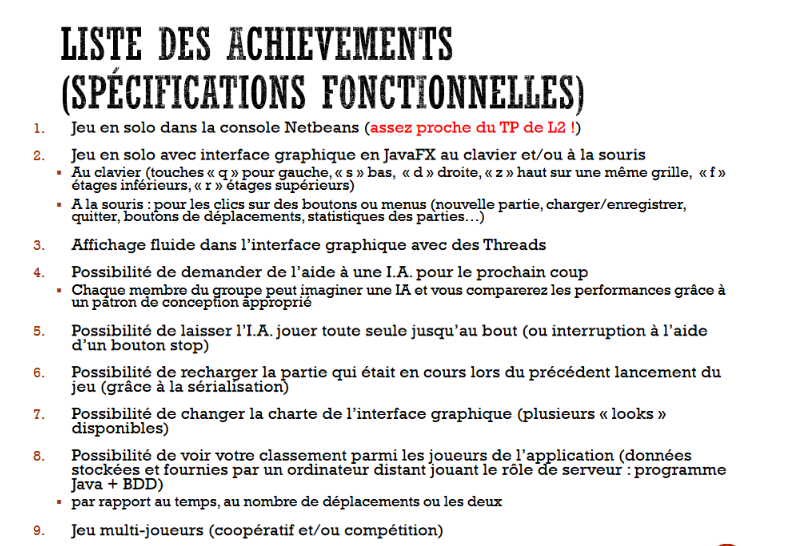 LISTE DES ACHIEVEMENTS
(SPÉCIFICATIONS FONCTIONNELLES)
1. Jeu en solo dans la console Netbeans (assez proche du TP de L2 !)
2. Jeu en solo avec interface graphique en JavaFX au clavier et/ou à la souris
▪ Au clavier (touches « q » pour gauche, « s » bas, « d » droite, « z » haut sur une même grille, « f »
étages inférieurs, « r » étages supérieurs)
▪ A la souris : pour les clics sur des boutons ou menus (nouvelle partie, charger/enregistrer,
quitter, boutons de déplacements, statistiques des parties…)
3. Affichage fluide dans l'interface graphique avec des Threads
4. Possibilité de demander de l'aide à une I.A. pour le prochain coup
▪ Chaque membre du groupe peut imaginer une IA et vous comparerez les performances grâce à
un patron de conception approprié
5. Possibilité de laisser l'I.A. jouer toute seule jusqu'au bout (ou interruption à l'aide
d'un bouton stop)
6. Possibilité de recharger la partie qui était en cours lors du précédent lancement du
jeu (grâce à la sérialisation)
7. Possibilité de changer la charte de l'interface graphique (plusieurs « looks »
disponibles)
8. Possibilité de voir votre classement parmi les joueurs de l'application (données
stockées et fournies par un ordinateur distant jouant le rôle de serveur : programme
Java + BDD)
▪ par rapport au temps, au nombre de déplacements ou les deux
9. Jeu multi-joueurs (coopératif et/ou compétition)